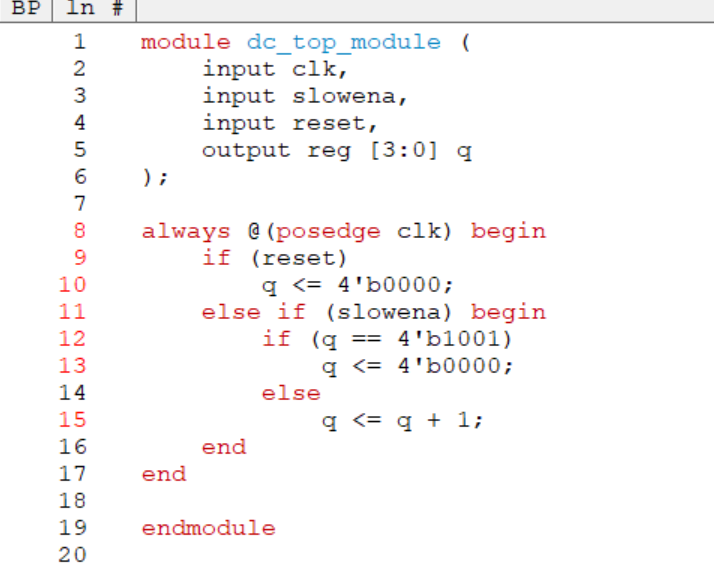 BP ln #
1 module dc_top_module (
2 input clk,
3 input slowena,
4 input reset,
5 output reg [3:0] q
6 );
7
8 always @(posedge clk) begin
9 if (reset)
10 q <= 4'b0000;
11 else if (slowena) begin
12 if (q == 4'b1001)
13 q <= 4'b0000;
14 else
15 q <= q + 1;
16 end
17 end
18
19 endmodule
20